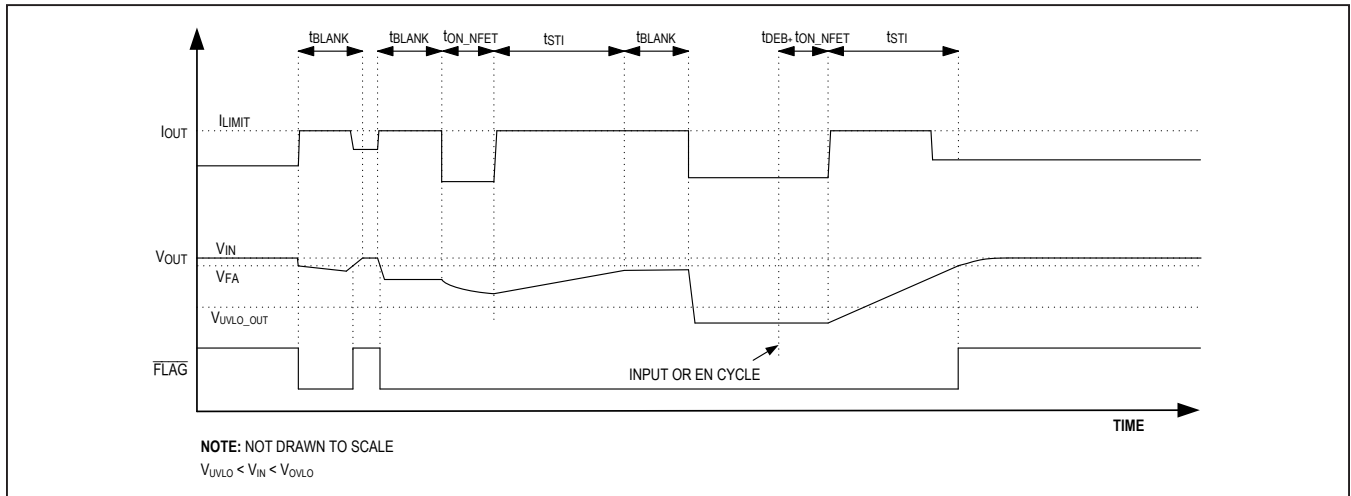 tBLANK tBLANK tON_NFET tSTI tBLANK tDEB+ tON_NFET tSTI
ILIMIT
IOUT
VIN
VOUT
VFA
VUVLO_OUT
FLAG
INPUT OR EN CYCLE
TIME
NOTE: NOT DRAWN TO SCALE
VUVLO < VIN < VOVLO